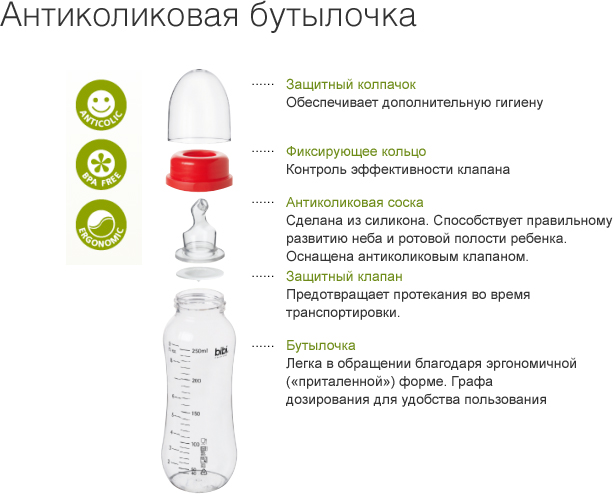 Антиколиковая бутылочка
ANTICOLIC
BPA FREE
ERGONOMIC
Защитный колпачок
Обеспечивает дополнительную гигиену
Фиксирующее кольцо
Контроль эффективности клапана
Антиколиковая соска
Сделана из силикона. Способствует правильному
развитию неба и ротовой полости ребенка.
Оснащена антиколиковым клапаном.
Защитный клапан
Предотвращает протекания во время
транспортировки.
Бутылочка
Легка в обращении благодаря эргономичной
(«приталенной») форме. Графа
дозирования для удобства пользования
250ml
bibi
200
150
100